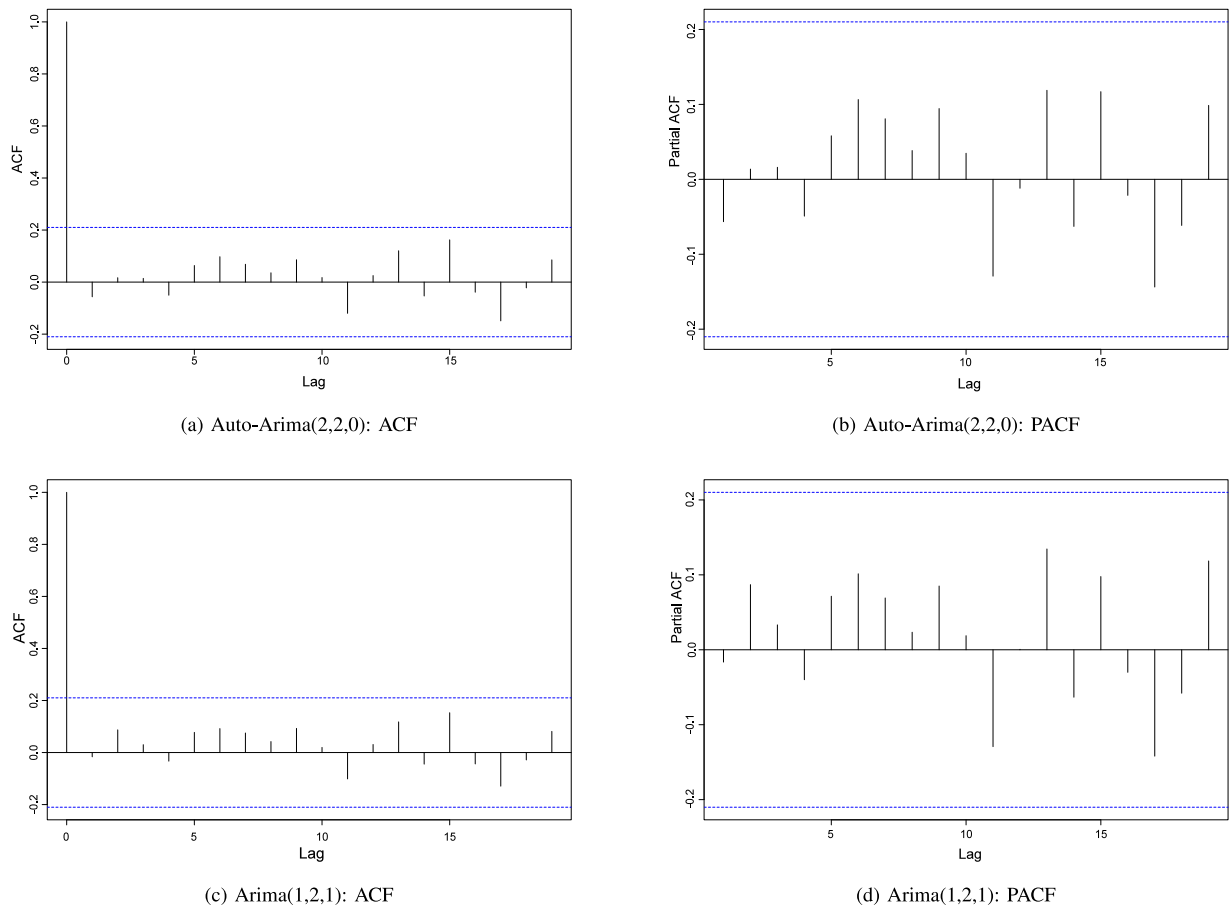 1.0
0.8
0.6
0.4
0.2
0.0
-0.2
ACF
0 5 10 15
Lag
(a) Auto-Arima(2,2,0): ACF
0.2
0.1
0.0
-0.1
-0.2
Partial ACF
5 10 15
Lag
(b) Auto-Arima(2,2,0): PACF
1.0
0.8
0.6
0.4
0.2
0.0
-0.2
ACF
0 5 10 15
Lag
(c) Arima(1,2,1): ACF
0.2
0.1
0.0
-0.1
-0.2
Partial ACF
5 10 15
Lag
(d) Arima(1,2,1): PACF